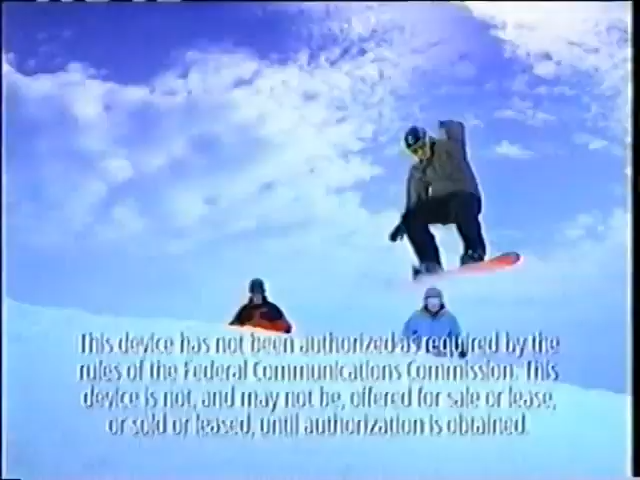 This device has not been authorized as required by the
rules of the Federal Communications Commission. This
device is not, and may not be, offered for sale or lease,
or sold or leased, until authorization is obtained.